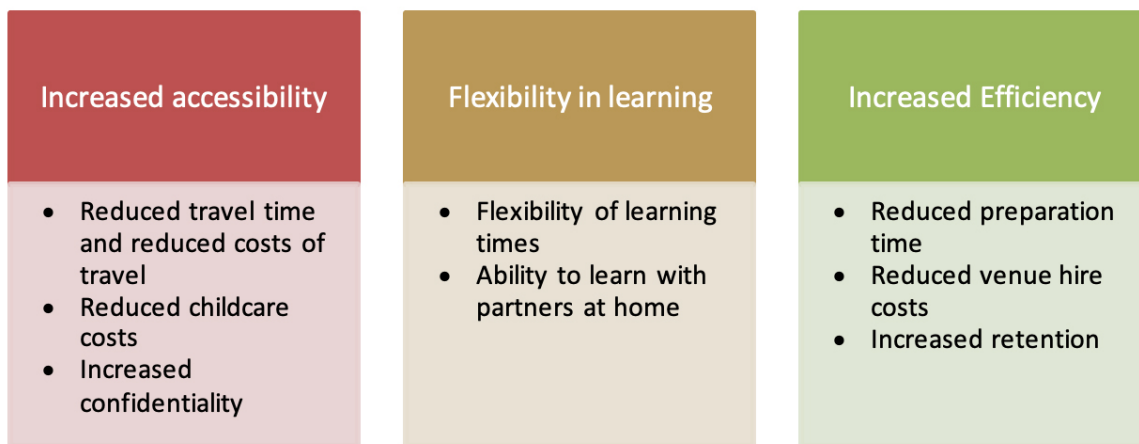 Increased accessibility
• Reduced travel time
and reduced costs of
travel
• Reduced childcare
costs
• Increased
confidentiality
Flexibility in learning
• Flexibility of learning
times
• Ability to learn with
partners at home
Increased Efficiency
• Reduced preparation
time
• Reduced venue hire
costs
• Increased retention